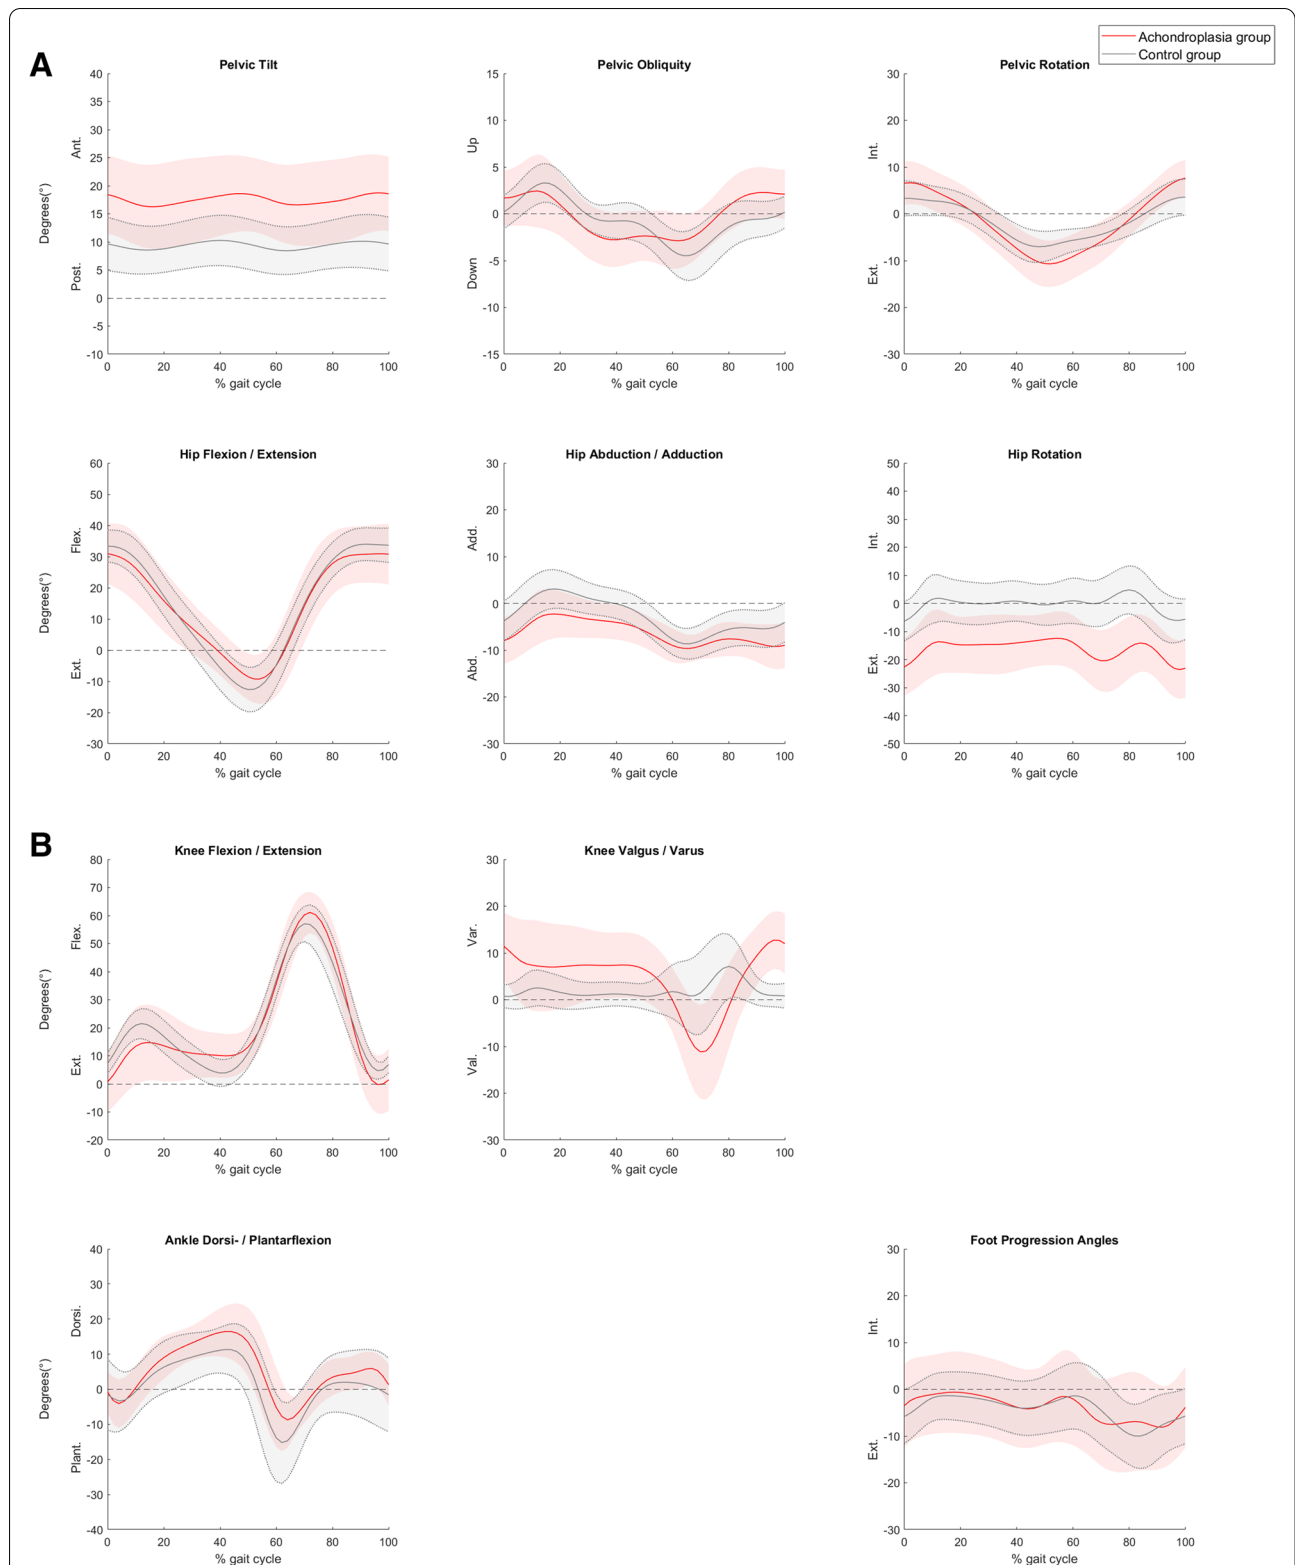 Achondroplasia group
Control group
A
Pelvic Tilt
Pelvic Obliquity
Pelvic Rotation
40
35
30
25
20
15
10
5
0
-5
-10
Degrees(°)
Ant.
Post.
0 20 40 60 80 100
% gait cycle
15
10
5
0
-5
-10
-15
Up
Down
0 20 40 60 80 100
% gait cycle
30
20
10
0
-10
-20
-30
Int.
Ext.
0 20 40 60 80 100
% gait cycle
Hip Flexion / Extension
Hip Abduction / Adduction
Hip Rotation
60
50
40
30
20
10
0
-10
-20
-30
Degrees(°)
Flex.
Ext.
0 20 40 60 80 100
% gait cycle
30
20
10
0
-10
-20
-30
Add.
Abd.
0 20 40 60 80 100
% gait cycle
50
40
30
20
10
0
-10
-20
-30
-40
-50
Int.
Ext.
0 20 40 60 80 100
% gait cycle
B
Knee Flexion / Extension
Knee Valgus / Varus
80
70
60
50
40
30
20
10
0
-10
-20
Degrees(°)
Flex.
Ext.
0 20 40 60 80 100
% gait cycle
30
20
10
0
-10
-20
-30
Var.
Val.
0 20 40 60 80 100
% gait cycle
Ankle Dorsi- / Plantarflexion
Foot Progression Angles
40
30
20
10
0
-10
-20
-30
-40
Degrees(°)
Dorsi.
Plant.
0 20 40 60 80 100
% gait cycle
30
20
10
0
-10
-20
-30
Int.
Ext.
0 20 40 60 80 100
% gait cycle